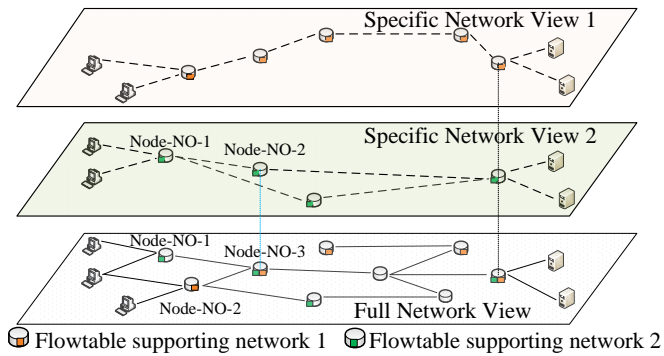 Specific Network View 1
Specific Network View 2
Node-NO-1
Node-NO-2
Node-NO-1
Node-NO-3
Node-NO-2
Full Network View
Flowtable supporting network 1
Flowtable supporting network 2